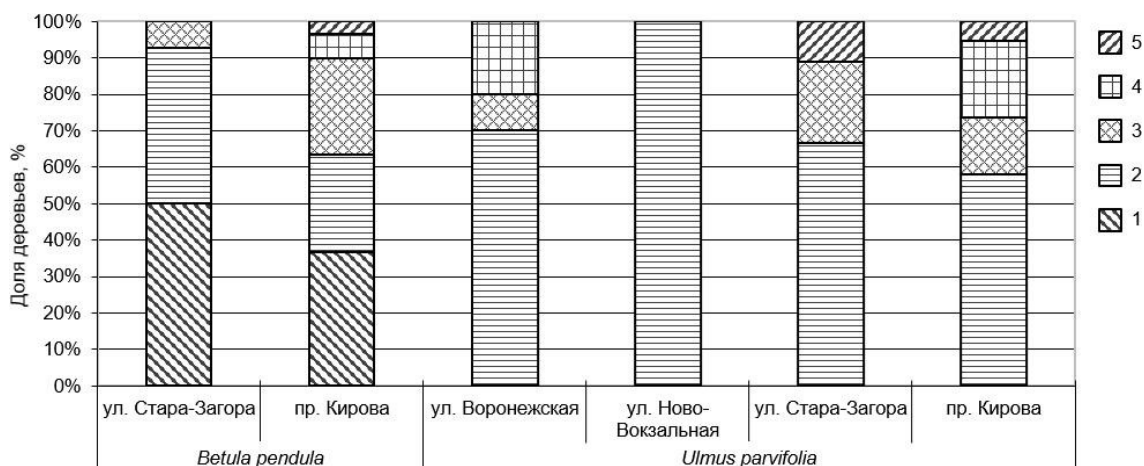 Доля деревьев, %
100%
90%
80%
70%
60%
50%
40%
30%
20%
10%
0%
5
4
3
2
1
ул. Стара-Загора
пр. Кирова
ул. Воронежская
ул. Ново-
Вокзальная
ул. Стара-Загора
пр. Кирова
Betula pendula
Ulmus parvifolia